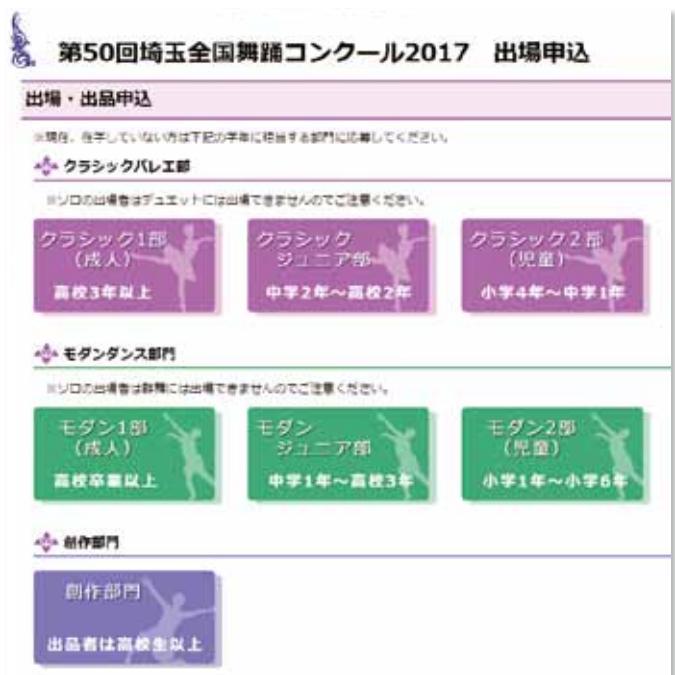 第50回埼玉全国舞踊コンクール2017 出場申込
出場・出品申込
※現在、在学していない方は下記の学年に相当する部門に応募してください。
クラシックバレエ部
※ソロの出場者はデュエットには出場できませんのでご注意ください。
クラシック1部
（成人）
高校3年以上
クラシック
ジュニア部
中学2年～高校2年
クラシック2部
（児童）
小学4年～中学1年
モダンダンス部門
※ソロの出場者は群舞には出場できませんのでご注意ください。
モダン1部
（成人）
高校卒業以上
モダン
ジュニア部
中学1年～高校3年
モダン2部
（児童）
小学1年～小学6年
創作部門
創作部門
出品者は高校生以上